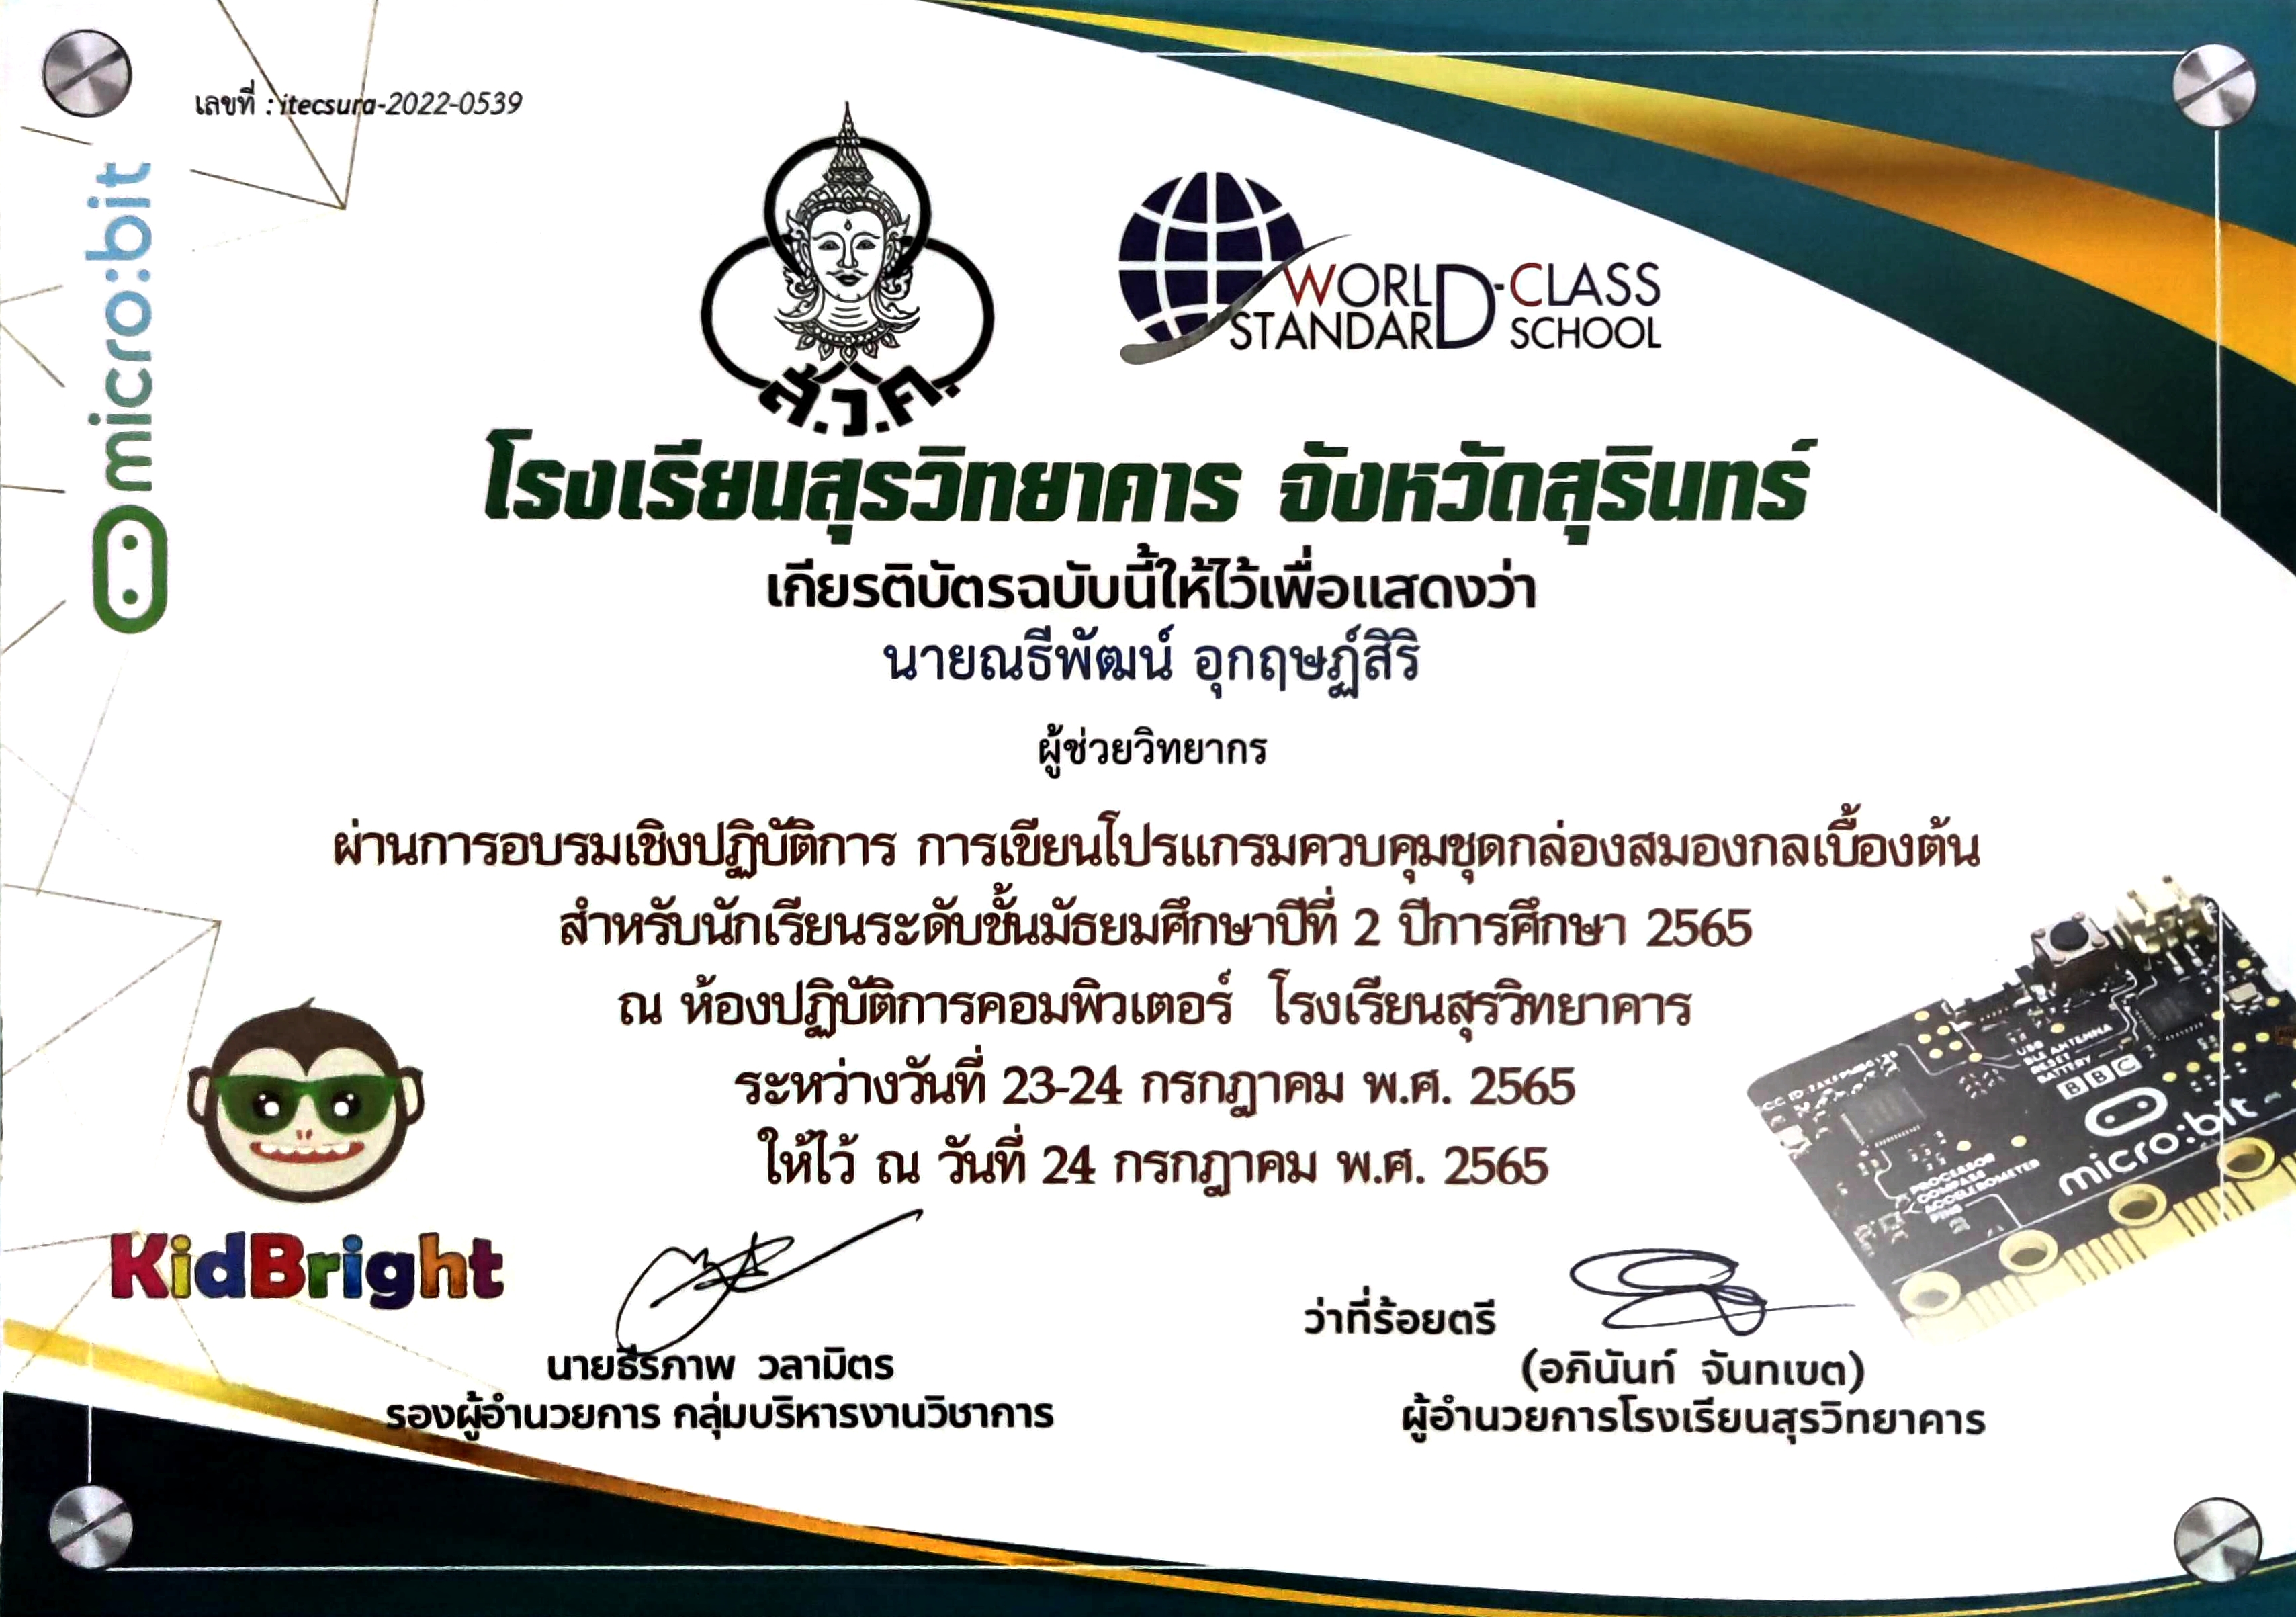 เลขที่ : itecsura-2022-0539
micro:bit
ส.ว.ค.
WORLD-CLASS
STANDARD SCHOOL
โรงเรียนสุรวิทยาคาร จังหวัดสุรินทร์
เกียรติบัตรฉบับนี้ให้ไว้เพื่อแสดงว่า
นายณธีพัฒน์ อุกฤษฏ์สิริ
ผู้ช่วยวิทยากร
ผ่านการอบรมเชิงปฏิบัติการ การเขียนโปรแกรมควบคุมชุดกล่องสมองกลเบื้องต้น
สำหรับนักเรียนระดับชั้นมัธยมศึกษาปีที่ 2 ปีการศึกษา 2565
ณ ห้องปฏิบัติการคอมพิวเตอร์ โรงเรียนสุรวิทยาคาร
ระหว่างวันที่ 23-24 กรกฎาคม พ.ศ. 2565
ให้ไว้ ณ วันที่ 24 กรกฎาคม พ.ศ. 2565
USB
BLE ANTENNA
RESET
BATTERY
BBC
micro:bit
PROCESSOR
COMPASS
ACCELEROMETER
PINS
KidBright
ว่าที่ร้อยตรี
นายธีรภาพ วลามิตร
รองผู้อำนวยการ กลุ่มบริหารงานวิชาการ
(อภินันท์ จันทเขต)
ผู้อำนวยการโรงเรียนสุรวิทยาคาร